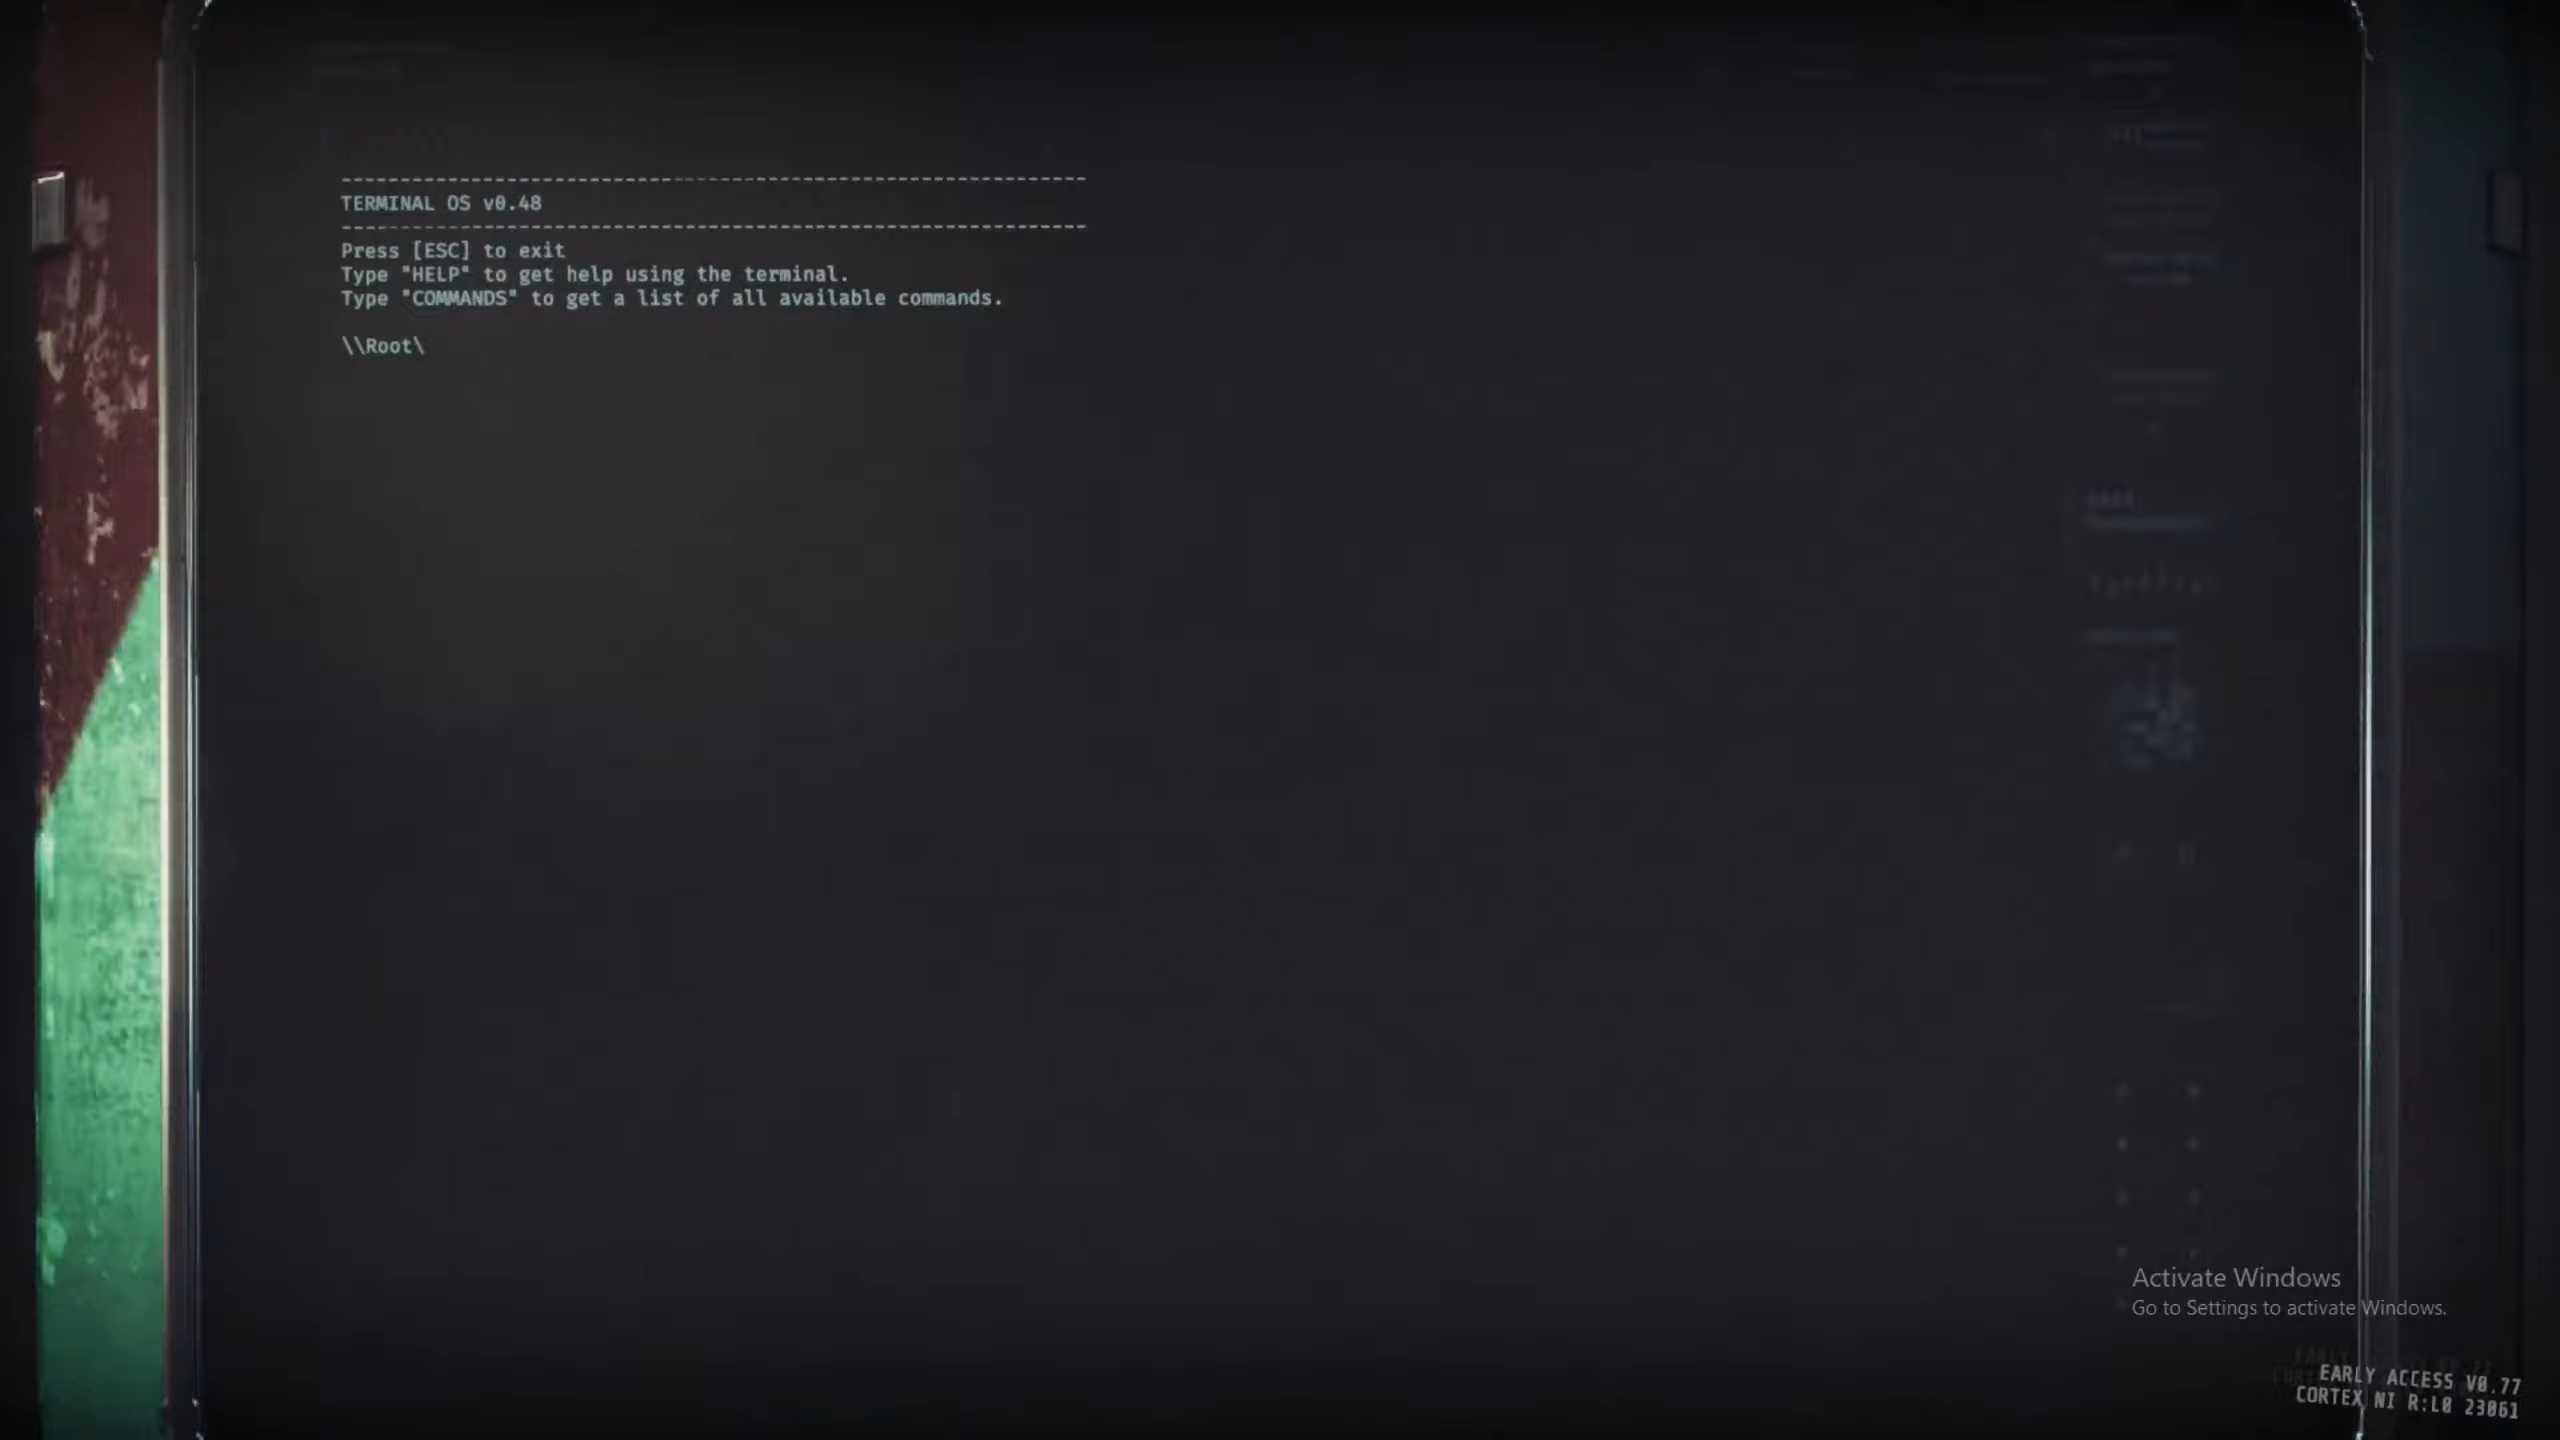 TERMINAL OS v0.48
Press [ESC] to exit
Type "HELP" to get help using the terminal.
Type "COMMANDS" to get a list of all available commands.
\\Root\
Activate Windows
Go to Settings to activate Windows.
EARLY ACCESS V0.77
CORTEX NI R:L0 23061